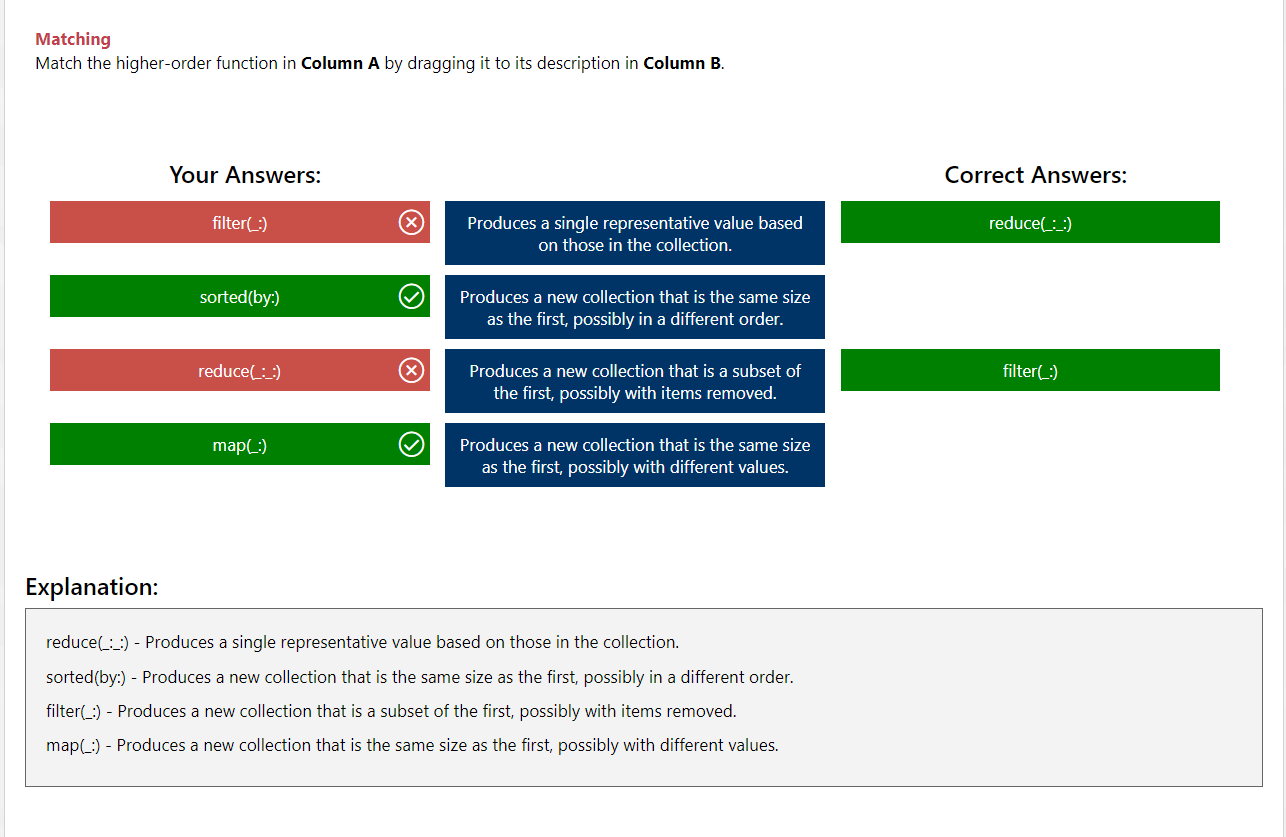 Matching
Match the higher-order function in Column A by dragging it to its description in Column B.
Your Answers:
Correct Answers:
filter(_:)
Produces a single representative value based
on those in the collection.
reduce(_:_:)
sorted(by:)
Produces a new collection that is the same size
as the first, possibly in a different order.
reduce(_:_:)
Produces a new collection that is a subset of
the first, possibly with items removed.
filter(_:)
map(_:)
Produces a new collection that is the same size
as the first, possibly with different values.
Explanation:
reduce(_:_:) - Produces a single representative value based on those in the collection.
sorted(by:) - Produces a new collection that is the same size as the first, possibly in a different order.
filter(_:) - Produces a new collection that is a subset of the first, possibly with items removed.
map(_:) - Produces a new collection that is the same size as the first, possibly with different values.